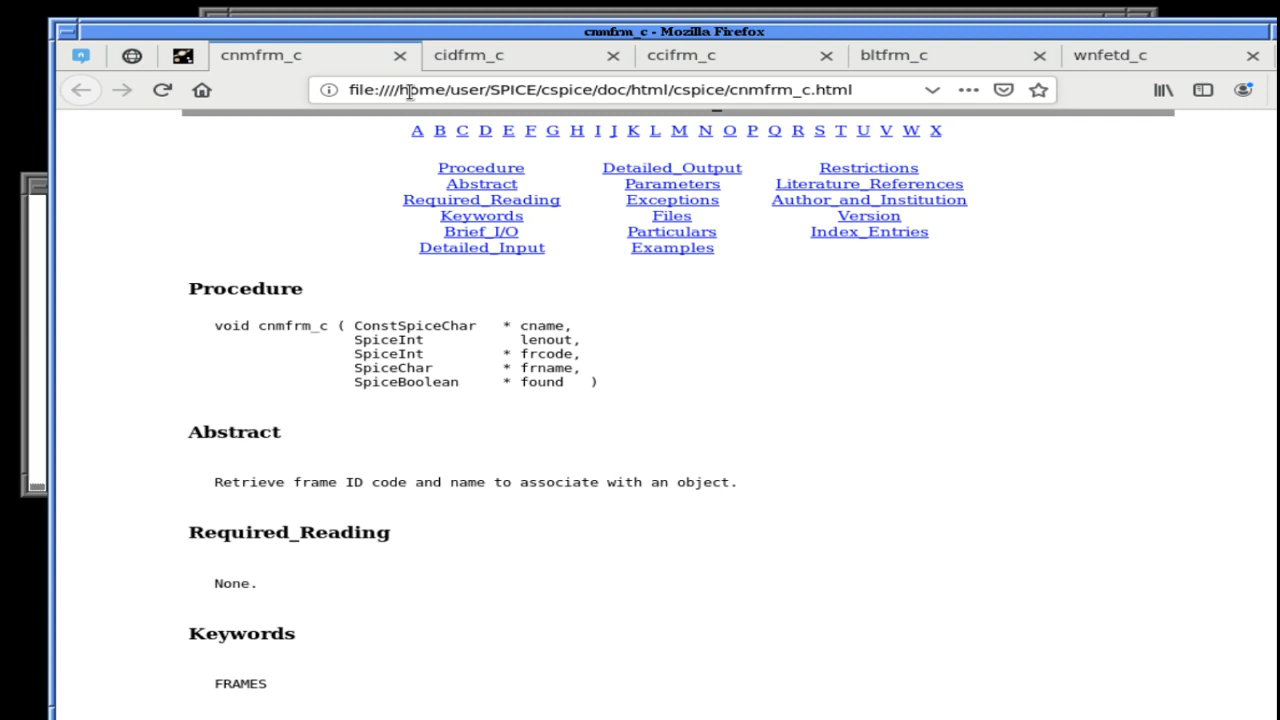 cnmfrm_c - Mozilla Firefox
cnmfrm_c cidfrm_c ccifrm_c bltfrm_c wnfetd_c
file:////home/user/SPICE/cspice/doc/html/cspice/cnmfrm_c.html
A B C D E F G H I J K L M N O P Q R S T U V W X
Procedure Detailed_Output Restrictions
Abstract Parameters Literature_References
Required_Reading Exceptions Author_and_Institution
Keywords Files Version
Brief_I/O Particulars Index_Entries
Detailed_Input Examples
Procedure
void cnmfrm_c ( ConstSpiceChar * cname,
SpiceInt lenout,
SpiceInt * frcode,
SpiceChar * frname,
SpiceBoolean * found )
Abstract
Retrieve frame ID code and name to associate with an object.
Required_Reading
None.
Keywords
FRAMES